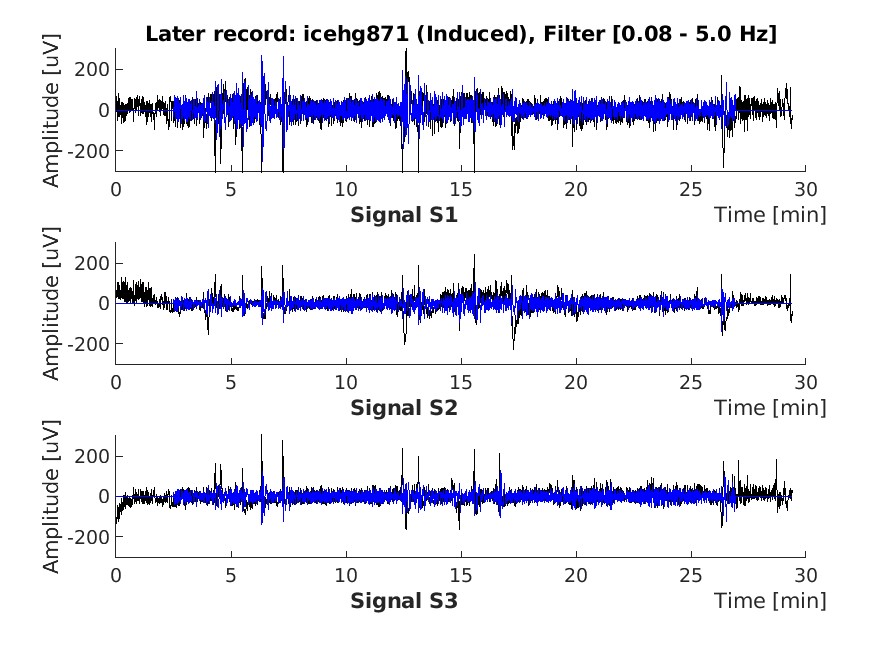 Later record: icehg871 (Induced), Filter [0.08 - 5.0 Hz]
Amplitude [uV]
200
0
-200
0 5 10 15 20 25 30
Signal S1 Time [min]
Amplitude [uV]
200
0
-200
0 5 10 15 20 25 30
Signal S2 Time [min]
Amplitude [uV]
200
0
-200
0 5 10 15 20 25 30
Signal S3 Time [min]